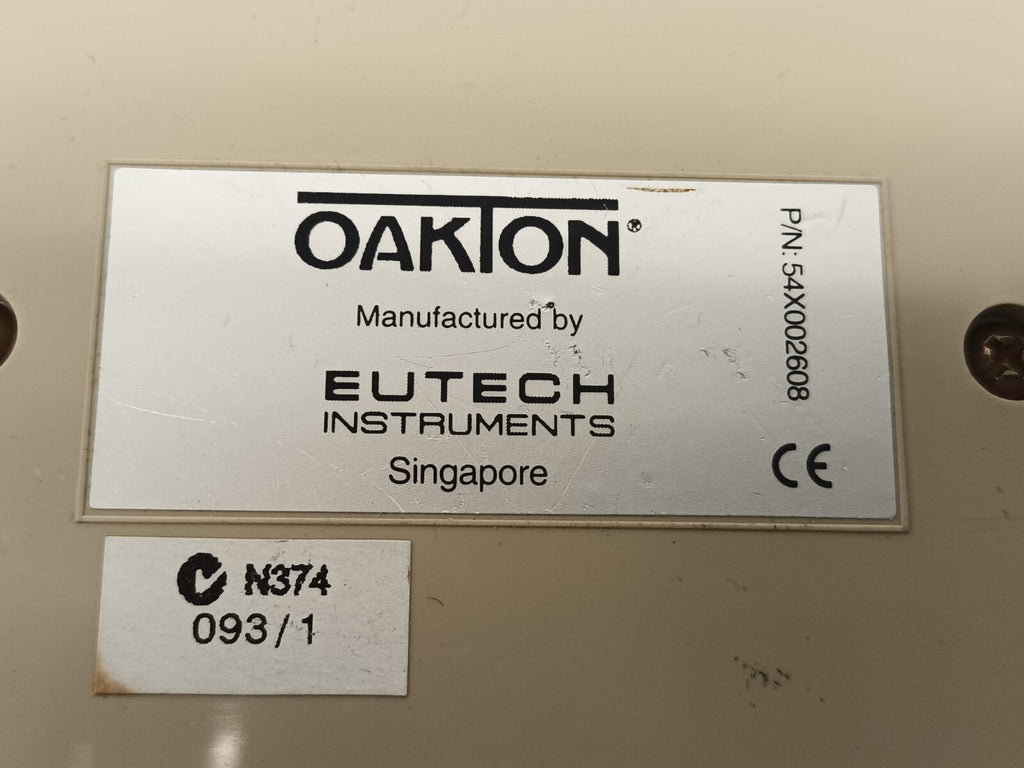 OAKTON®
Manufactured by
EUTECH
INSTRUMENTS
Singapore
P/N: 54X002608
CE
N374
093/1